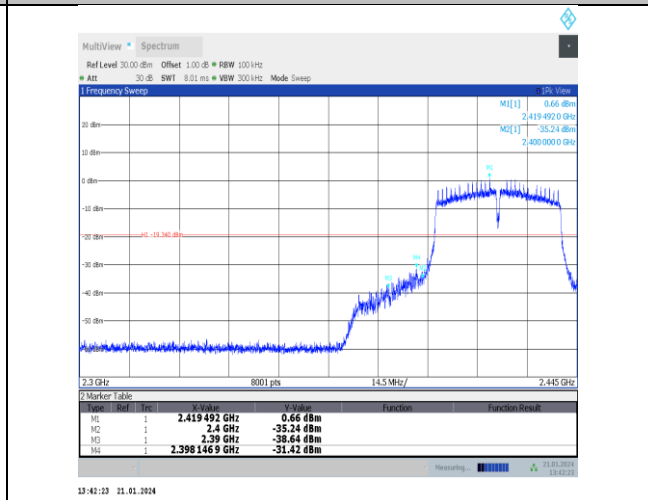 MultiView Spectrum
Ref Level 30.00 dBm Offset 1.00 dB RBW 100 kHz
Att 30 dB SWT 8.01 ms VBW 300 kHz Mode Sweep
1 Frequency Sweep 1Pk View
M1[1] 0.66 dBm
2.419 492 0 GHz
M2[1] -35.24 dBm
2.400 000 0 GHz
20 dBm
10 dBm
0 dBm
-10 dBm
-20 dBm
H1 -19.340 dBm
-30 dBm
-40 dBm
-50 dBm
M1
M4
M3
2.3 GHz 8001 pts 14.5 MHz/ 2.445 GHz
2 Marker Table
Type Ref Trc X-Value Y-Value Function Function Result
M1 1 2.419 492 GHz 0.66 dBm
M2 1 2.4 GHz -35.24 dBm
M3 1 2.39 GHz -38.64 dBm
M4 1 2.398 146 9 GHz -31.42 dBm
Measuring... 21.01.2024
13:42:23
13:42:23 21.01.2024